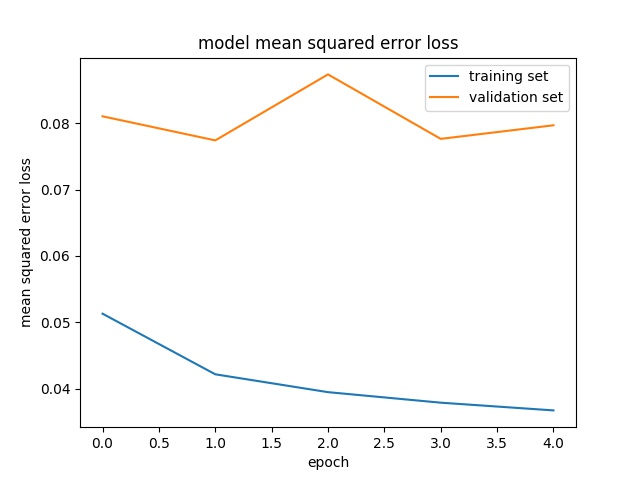 model mean squared error loss
training set
validation set
mean squared error loss
0.08
0.07
0.06
0.05
0.04
0.0 0.5 1.0 1.5 2.0 2.5 3.0 3.5 4.0
epoch